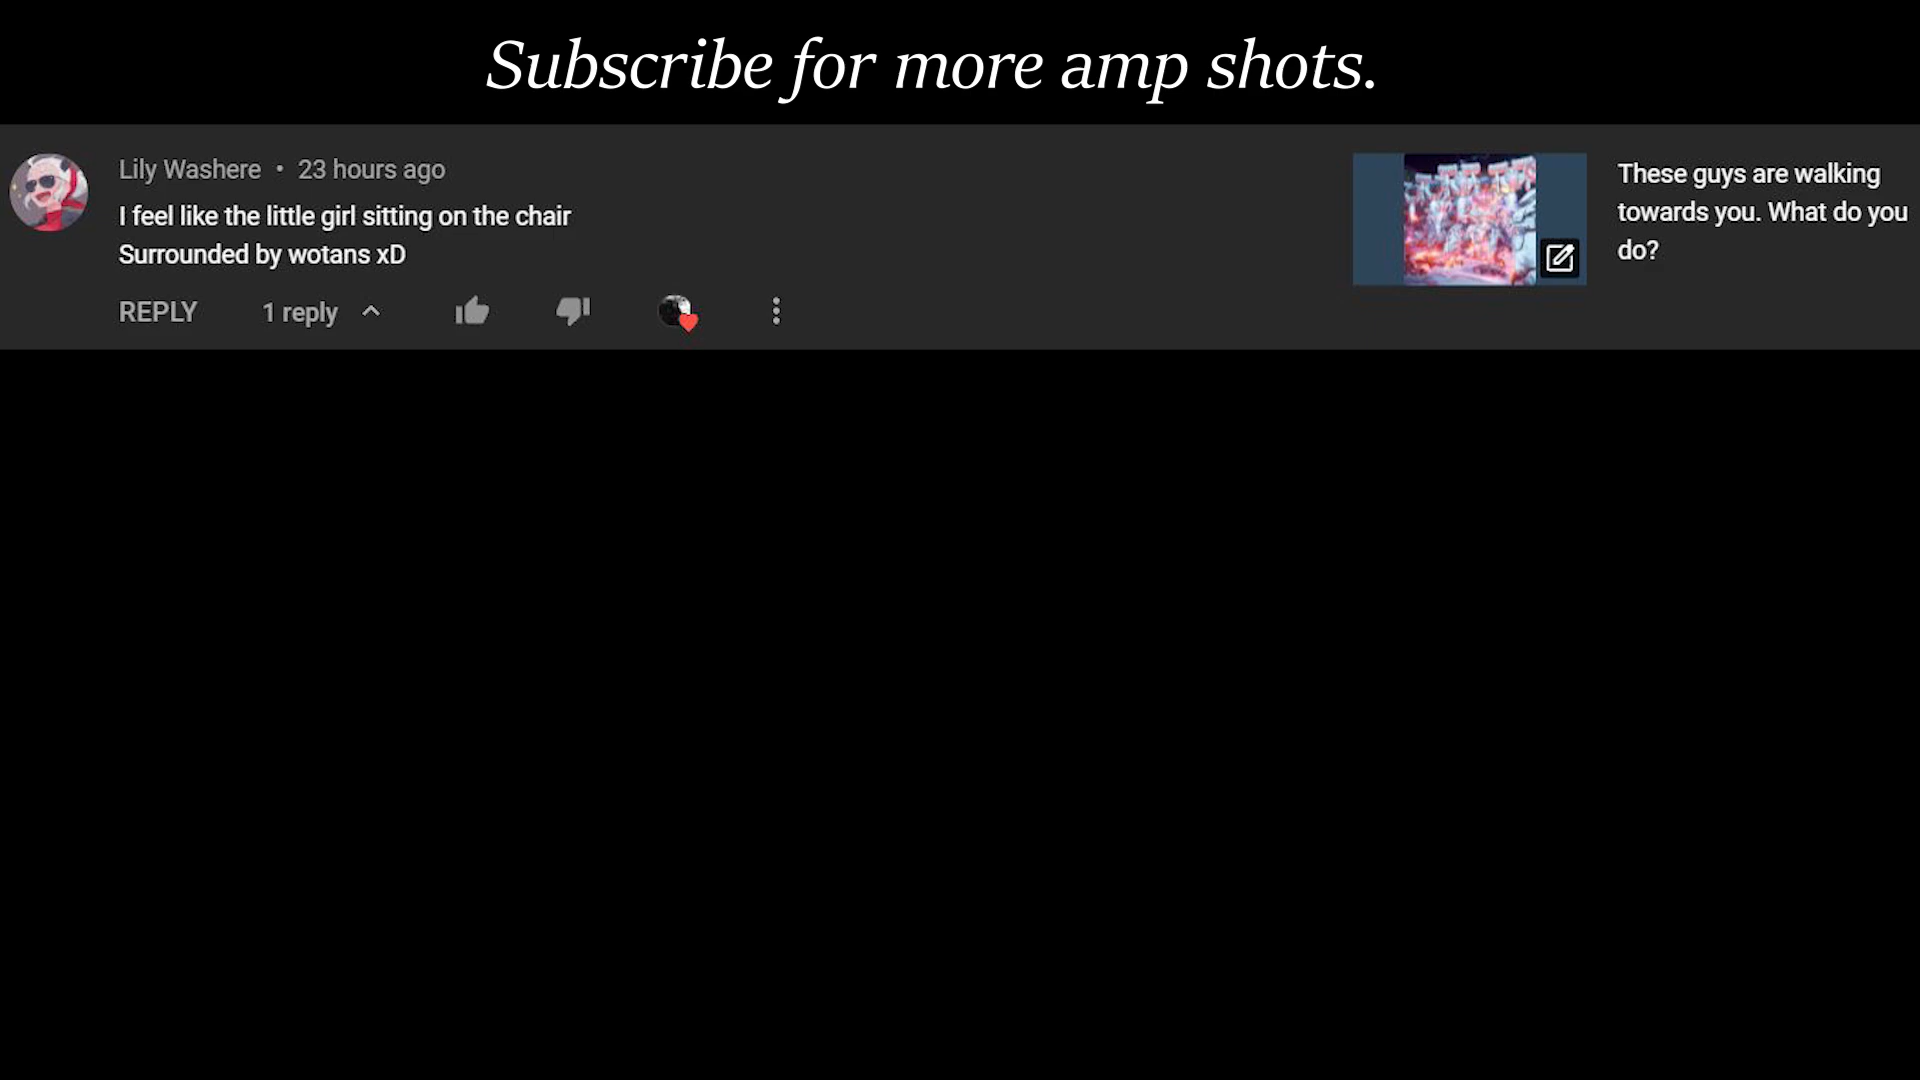 Subscribe for more amp shots.
Lily Washere • 23 hours ago
I feel like the little girl sitting on the chair
Surrounded by wotans xD
REPLY 1 reply
These guys are walking
towards you. What do you
do?